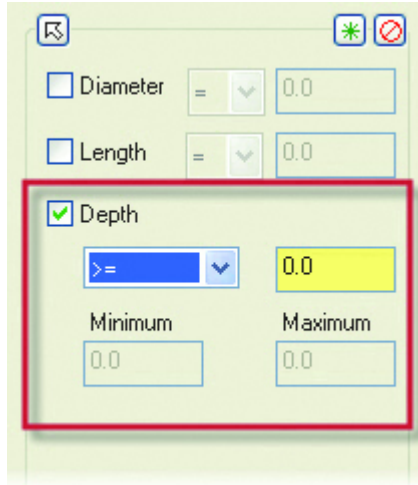 Diameter = 0.0
Length = 0.0
Depth
>= 0.0
Minimum Maximum
0.0 0.0